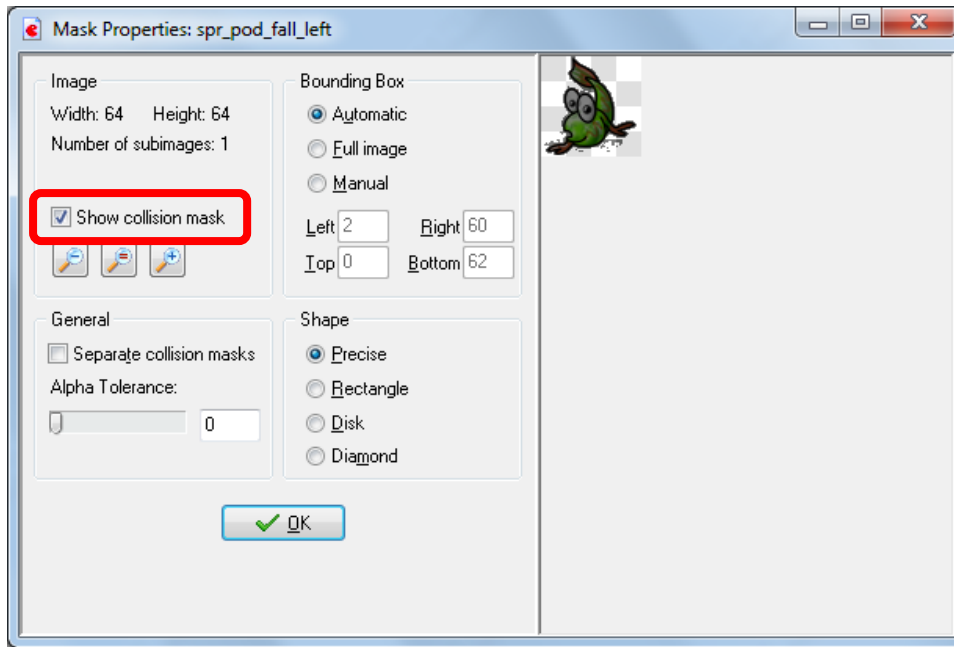 Mask Properties: spr_pod_fall_left
Image
Width: 64 Height: 64
Number of subimages: 1
Show collision mask
Bounding Box
Automatic
Full image
Manual
Left 2 Right 60
Top 0 Bottom 62
General
Separate collision masks
Alpha Tolerance:
0
Shape
Precise
Rectangle
Disk
Diamond
OK